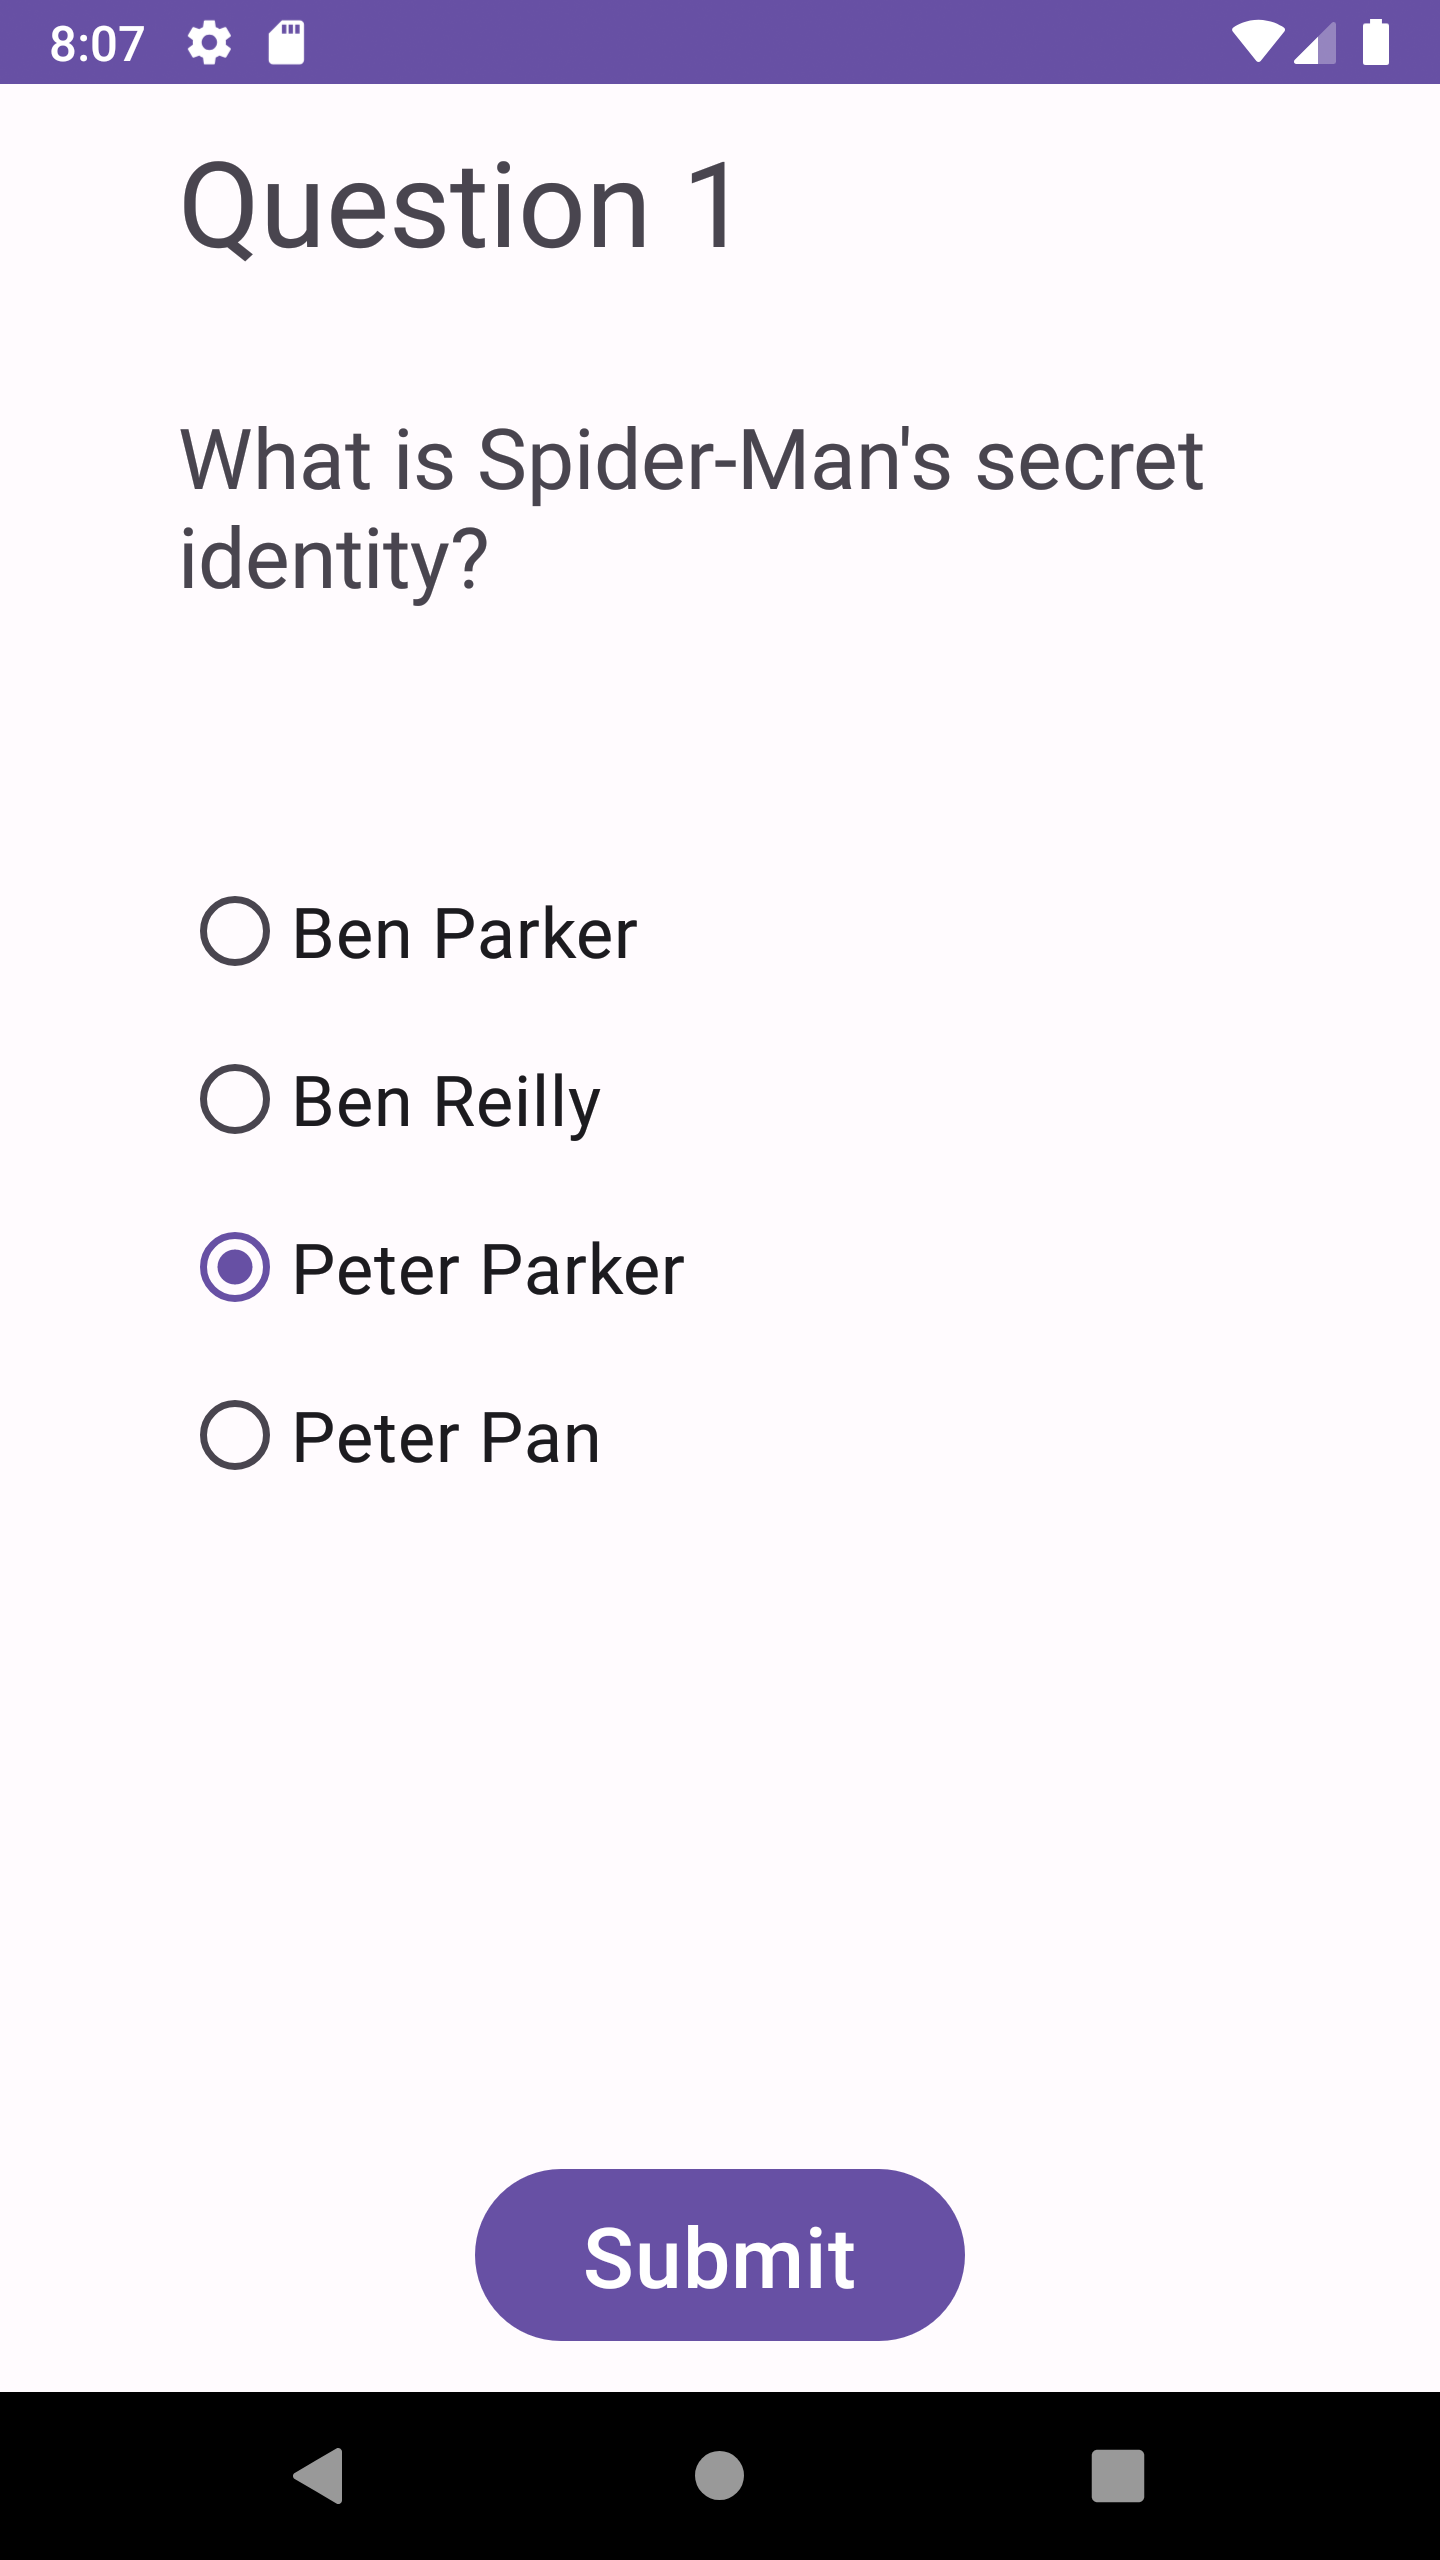 8:07
Question 1
What is Spider-Man's secret
identity?
Ben Parker
Ben Reilly
Peter Parker
Peter Pan
Submit